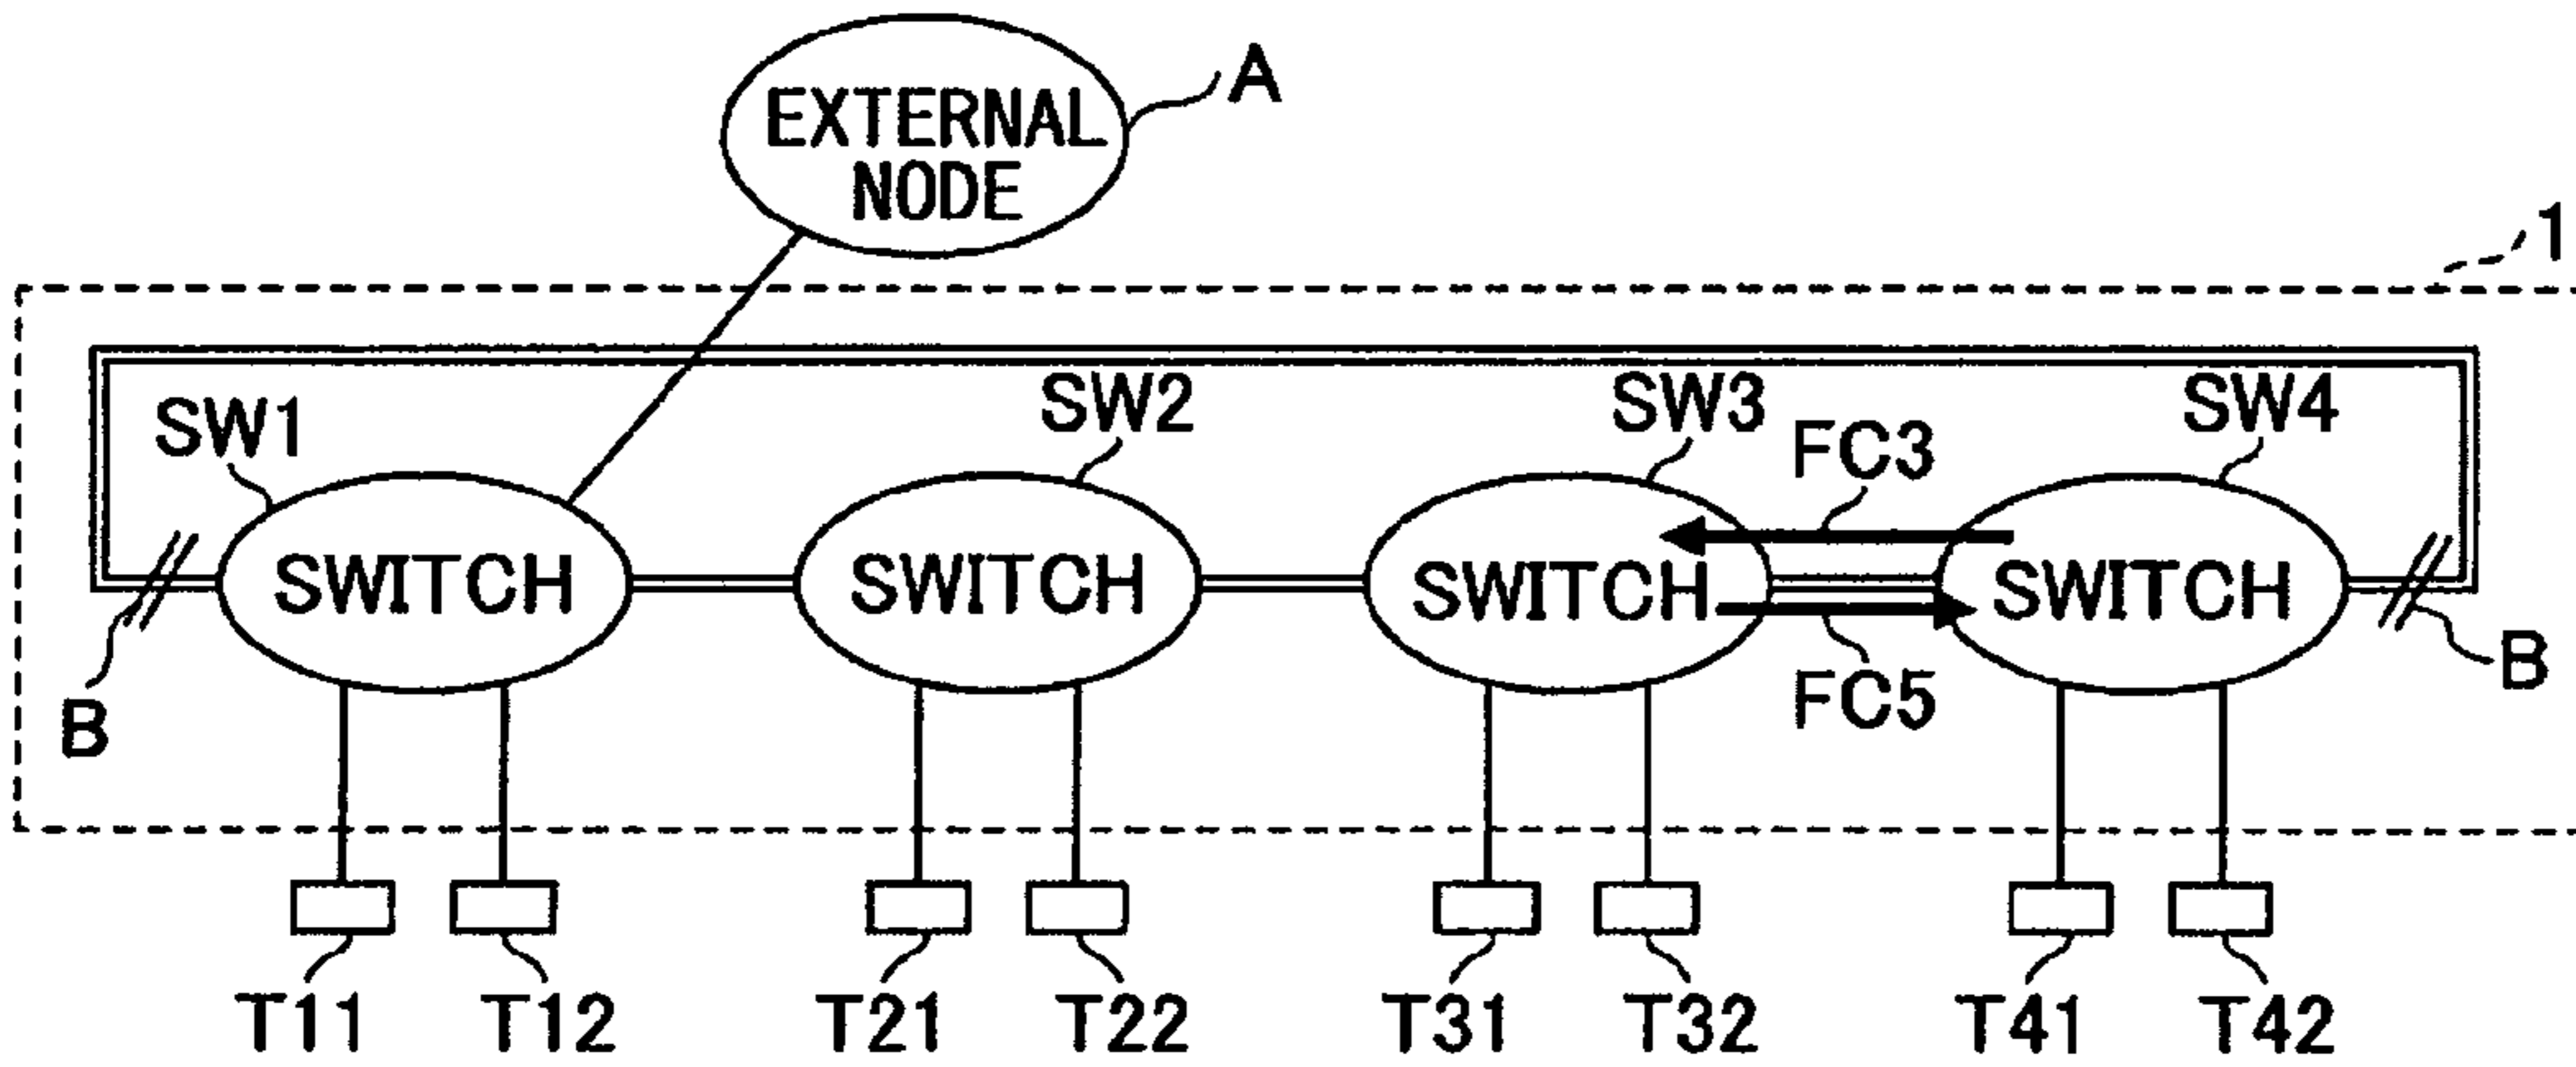 A
EXTERNAL
NODE
1
SW1
SW2
SW3
SW4
FC3
SWITCH
SWITCH
SWITCH
SWITCH
B
B
FC5
T11
T12
T21
T22
T31
T32
T41
T42